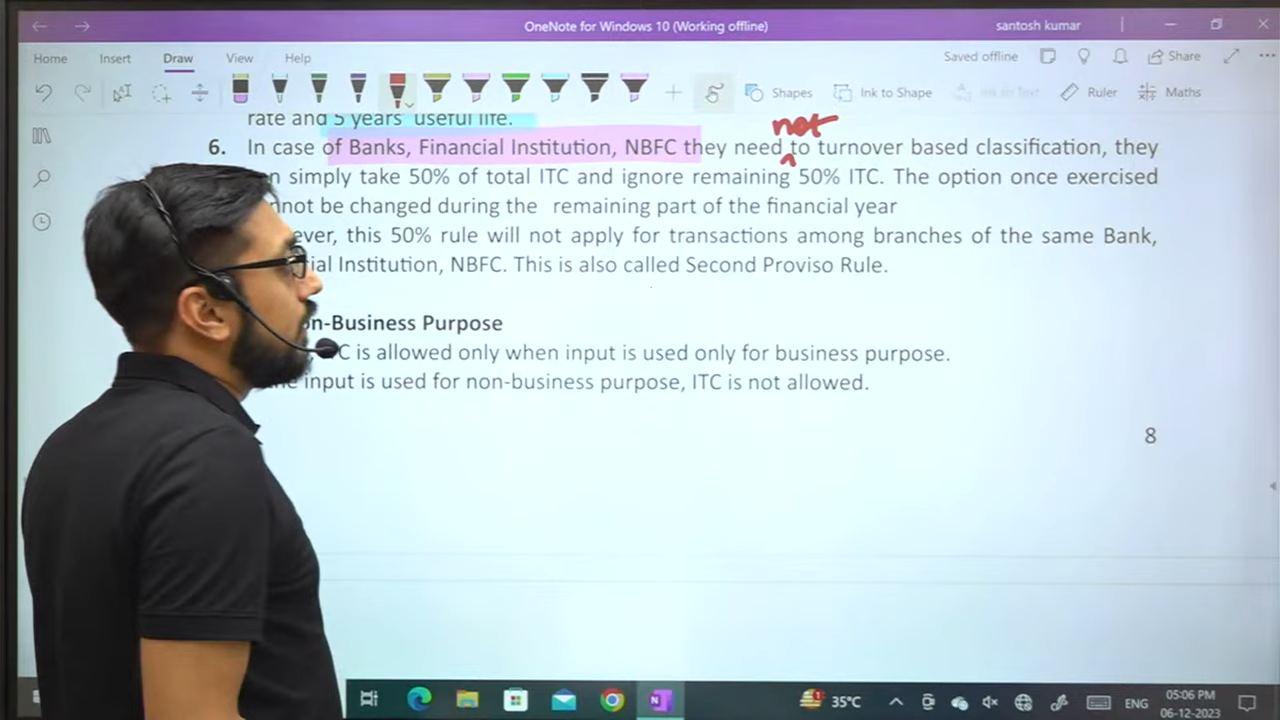 OneNote for Windows 10 (Working offline)
santosh kumar
Home Insert Draw View Help
Saved offline
Share
Shapes
Ink to Shape
Ink to Text
Ruler
Maths
rate and 5 years useful life.
not
6. In case of Banks, Financial Institution, NBFC they need to turnover based classification, they
simply take 50% of total ITC and ignore remaining 50% ITC. The option once exercised
be changed during the remaining part of the financial year
this 50% rule will not apply for transactions among branches of the same Bank,
Institution, NBFC. This is also called Second Proviso Rule.
Purpose
is allowed only when input is used only for business purpose.
input is used for non-business purpose, ITC is not allowed.
8
35°C
ENG
05:06 PM
06-12-2023